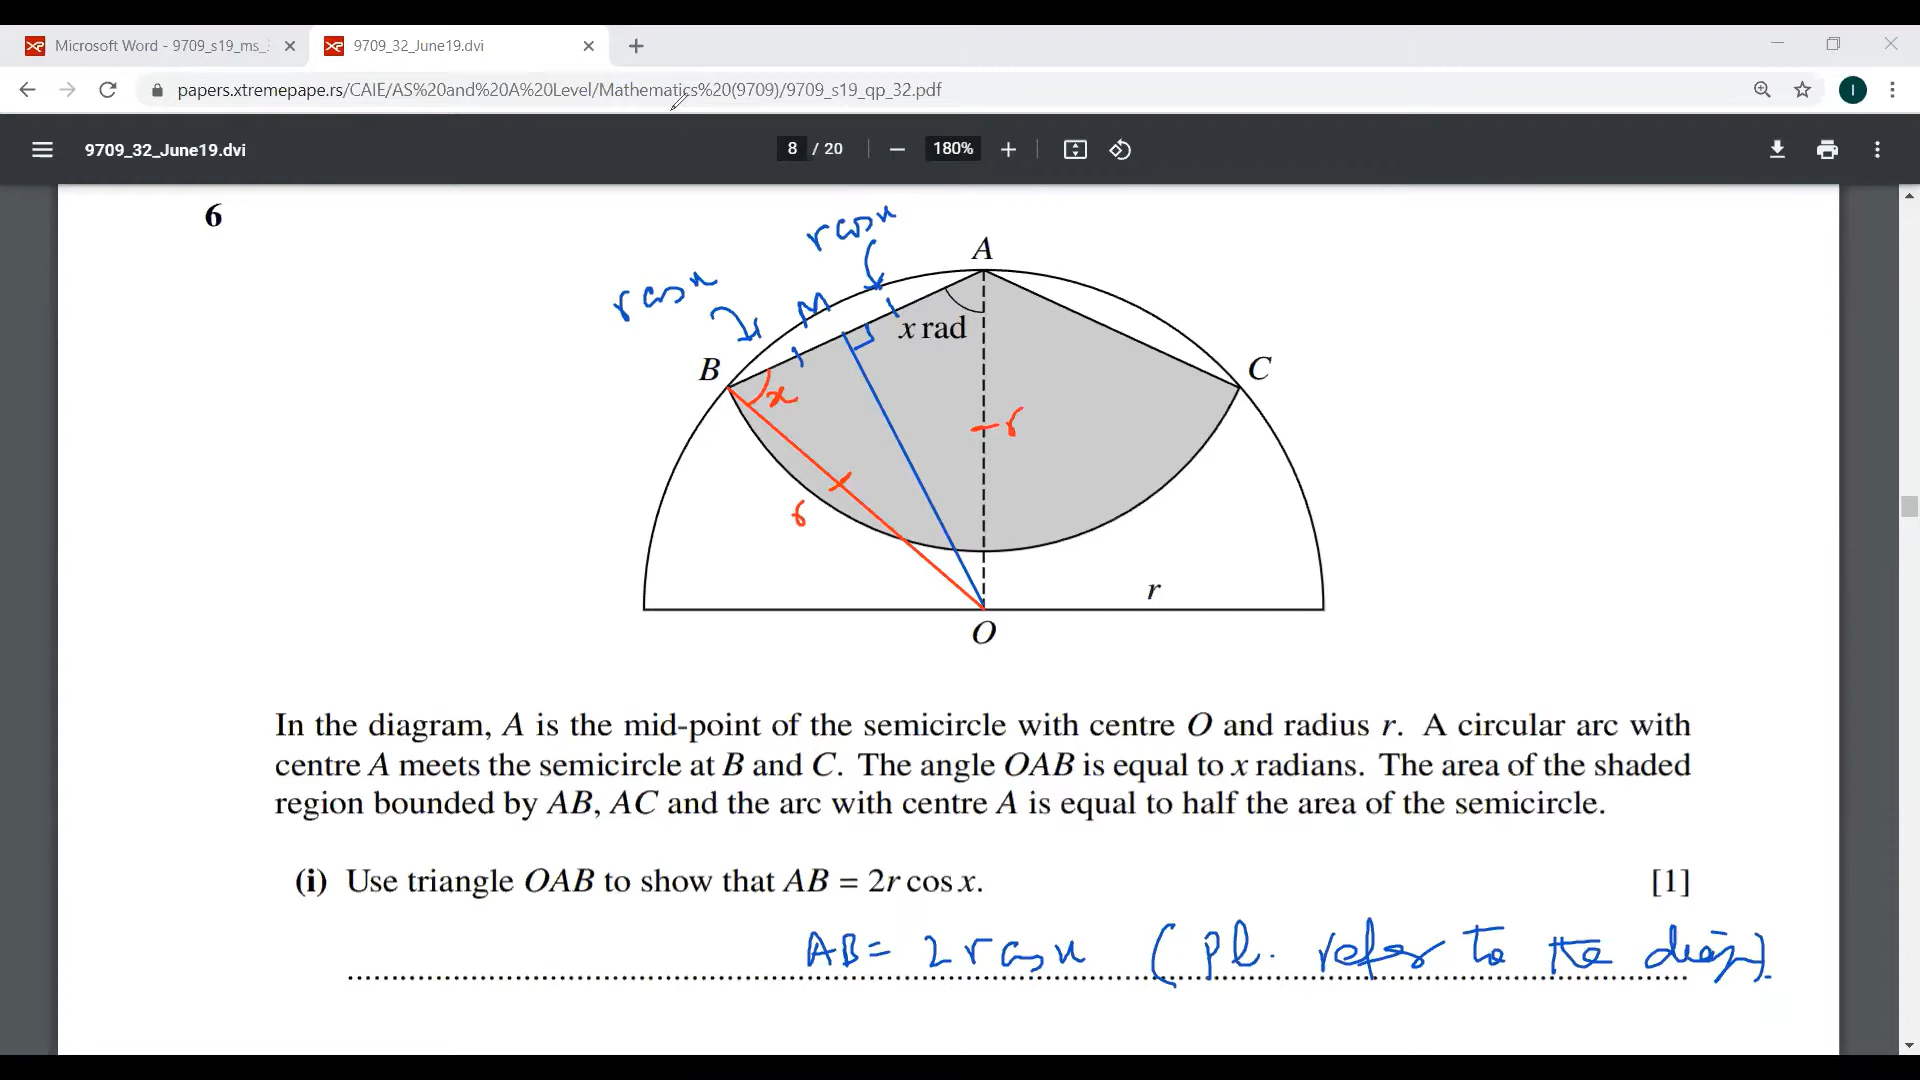 Microsoft Word - 9709_s19_ms_
9709_32_June19.dvi
papers.xtremepape.rs/CAIE/AS%20and%20A%20Level/Mathematics%20(9709)/9709_s19_qp_32.pdf
I
9709_32_June19.dvi
8 / 20
180%
6
r cos x
A
r cos x
M
x rad
B
C
x
r
r
r
O
In the diagram, A is the mid-point of the semicircle with centre O and radius r. A circular arc with
centre A meets the semicircle at B and C. The angle OAB is equal to x radians. The area of the shaded
region bounded by AB, AC and the arc with centre A is equal to half the area of the semicircle.
(i) Use triangle OAB to show that AB = 2r cos x. [1]
AB = 2 r cos x (Pl. refer to the diag).